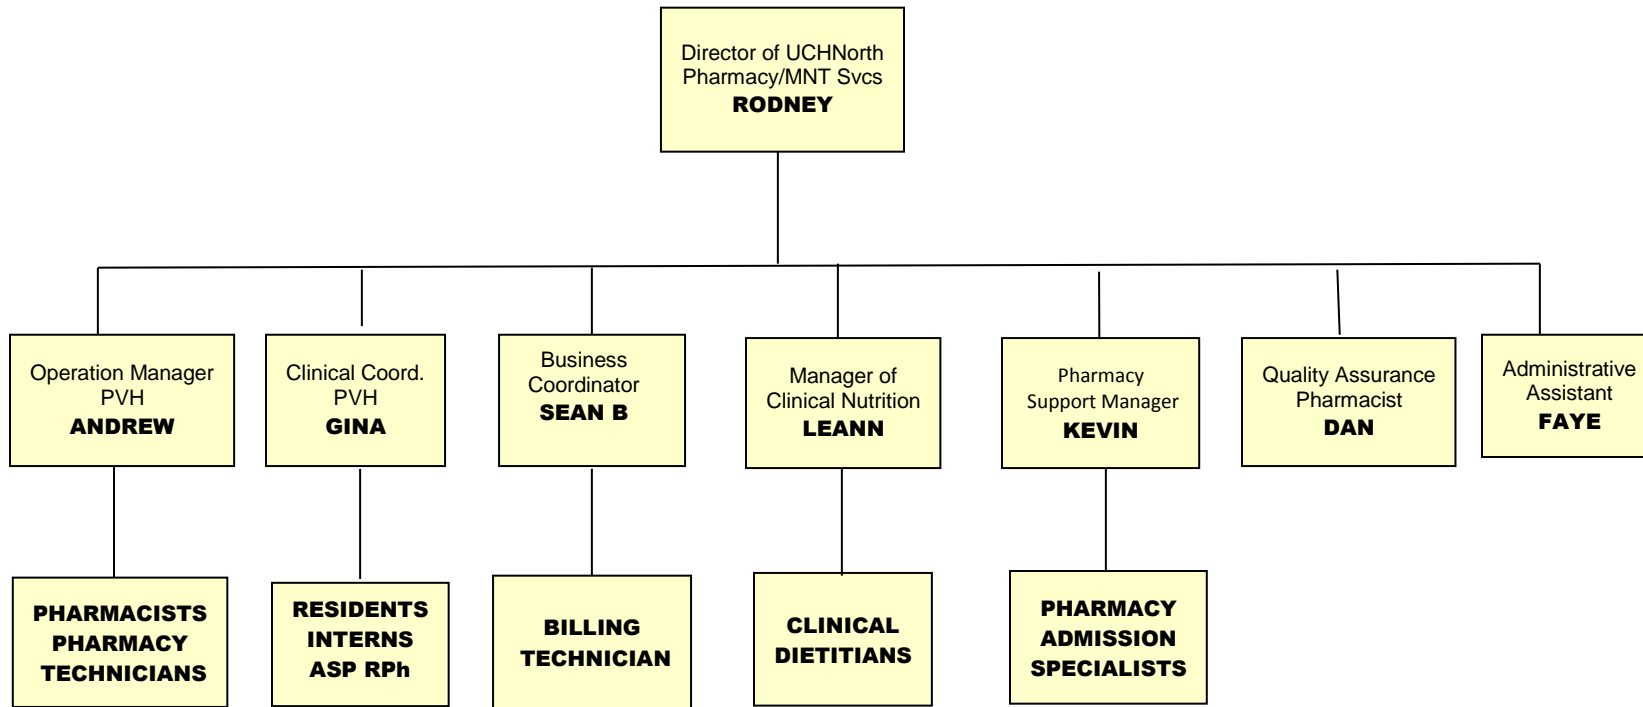 Director of UCHNorth
Pharmacy/MNT Svcs
RODNEY
Operation Manager
PVH
ANDREW
Clinical Coord.
PVH
GINA
Business
Coordinator
SEAN B
Manager of
Clinical Nutrition
LEANN
Pharmacy
Support Manager
KEVIN
Quality Assurance
Pharmacist
DAN
Administrative
Assistant
FAYE
PHARMACISTS
PHARMACY
TECHNICIANS
RESIDENTS
INTERNS
ASP RPh
BILLING
TECHNICIAN
CLINICAL
DIETITIANS
PHARMACY
ADMISSION
SPECIALISTS